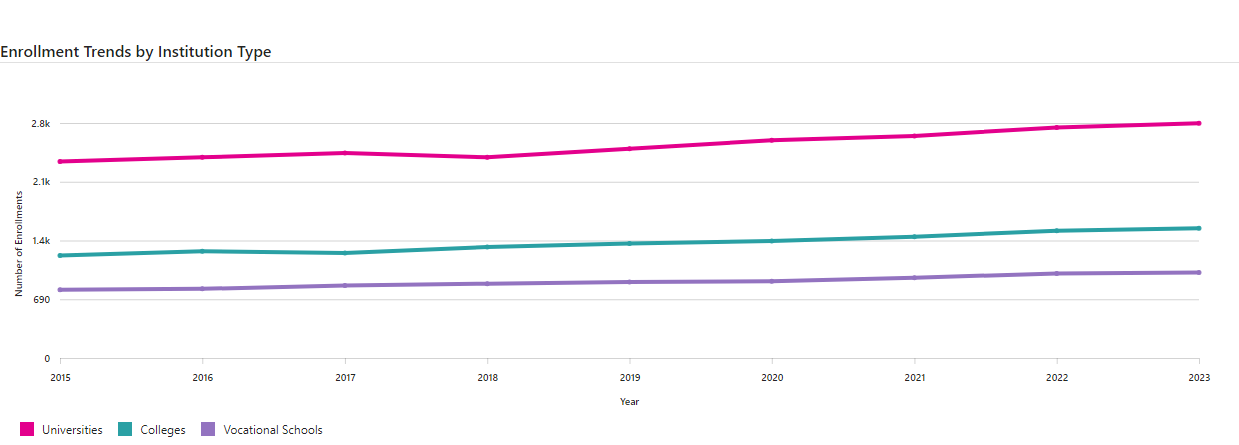 Enrollment Trends by Institution Type
2.8k
2.1k
1.4k
690
0
Number of Enrollments
2015 2016 2017 2018 2019 2020 2021 2022 2023
Year
Universities Colleges Vocational Schools